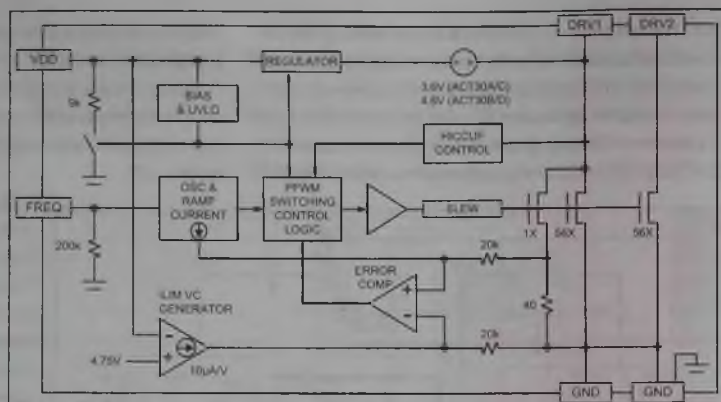 DRV1
DRV2
VDD
REGULATOR
9k
BIAS
& UVLO
3.6V (ACT30A/C)
4.6V (ACT30B/D)
HICCUP
CONTROL
FREQ
OSC &
RAMP
CURRENT
PFWM
SWITCHING
CONTROL
LOGIC
SLEW
1X
56X
56X
200k
20k
ERROR
COMP
+
−
40
ILIM VC
GENERATOR
−
+
4.75V
10µA/V
20k
GND
GND